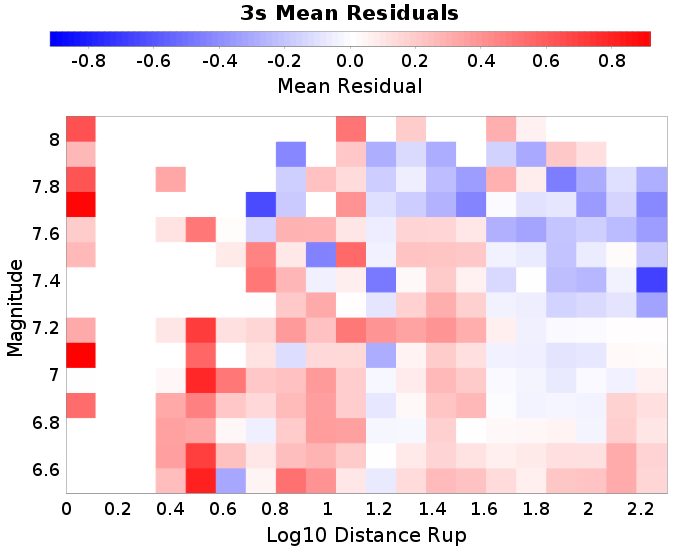 3s Mean Residuals
-0.8 -0.6 -0.4 -0.2 0.0 0.2 0.4 0.6 0.8
Mean Residual
8
7.8
7.6
7.4
7.2
7
6.8
6.6
Magnitude
0 0.2 0.4 0.6 0.8 1 1.2 1.4 1.6 1.8 2 2.2
Log10 Distance Rup